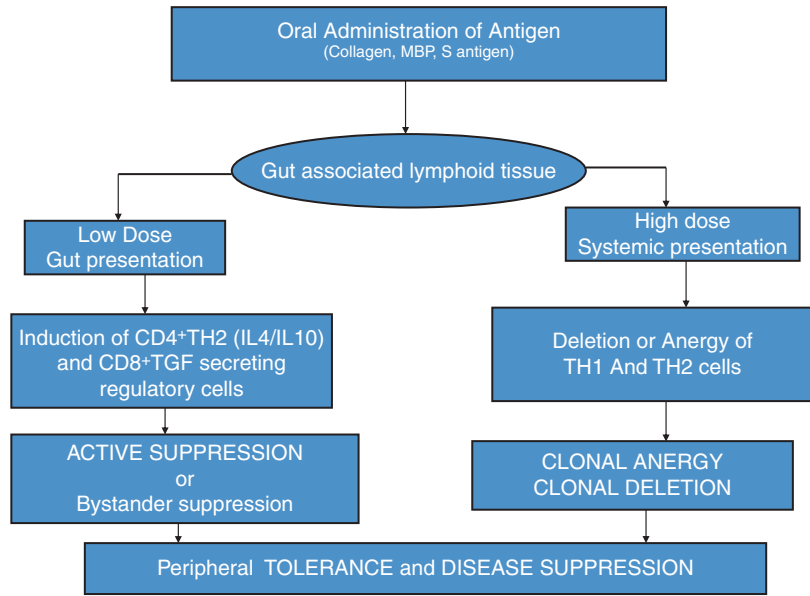 Oral Administration of Antigen
(Collagen, MBP, S antigen)
Gut associated lymphoid tissue
Low Dose
Gut presentation
High dose
Systemic presentation
Induction of CD4⁺TH2 (IL4/IL10)
and CD8⁺TGF secreting
regulatory cells
Deletion or Anergy of
TH1 And TH2 cells
ACTIVE SUPPRESSION
or
Bystander suppression
CLONAL ANERGY
CLONAL DELETION
Peripheral TOLERANCE and DISEASE SUPPRESSION